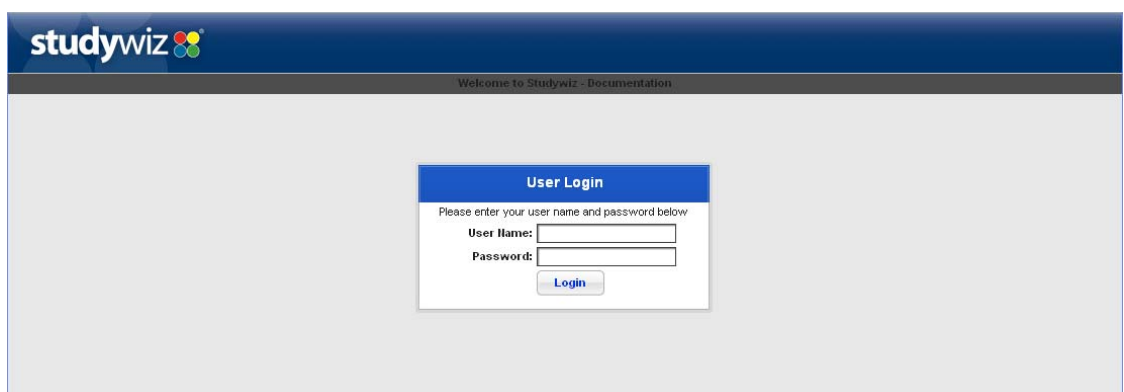 studywiz
Welcome to Studywiz - Documentation
User Login
Please enter your user name and password below
User Name:
Password:
Login